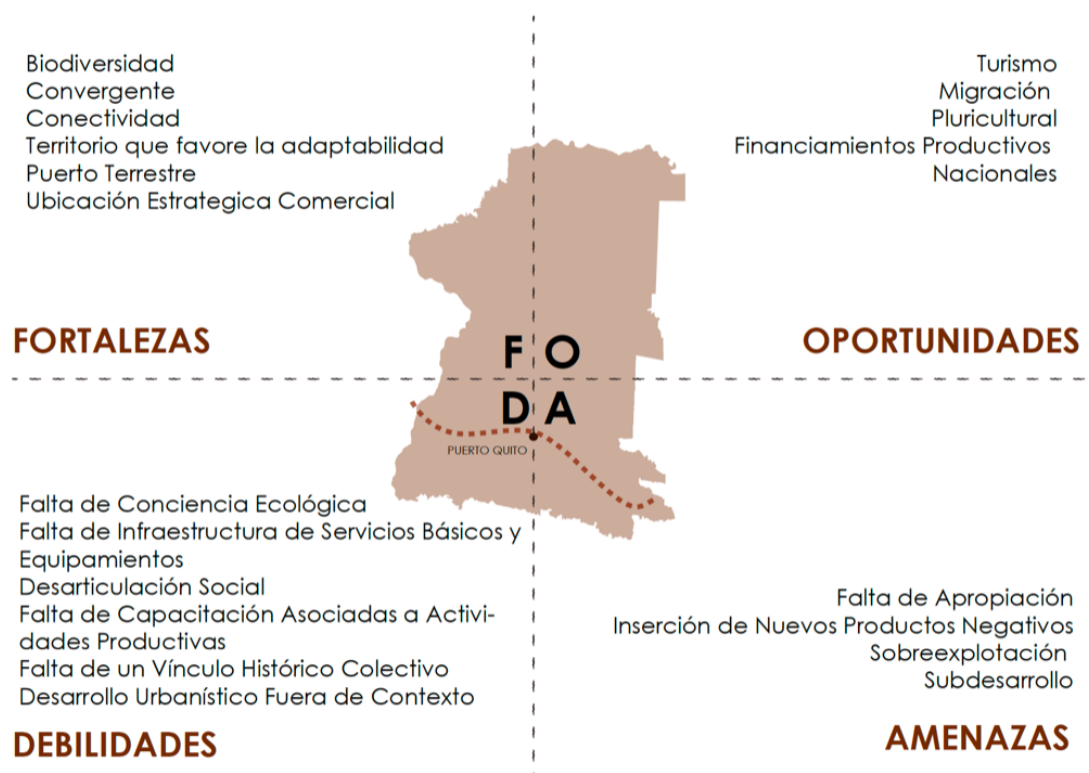 Biodiversidad
Convergente
Conectividad
Territorio que favore la adaptabilidad
Puerto Terrestre
Ubicación Estrategica Comercial
FORTALEZAS
Turismo
Migración
Pluricultural
Financiamientos Productivos
Nacionales
OPORTUNIDADES
F O
D A
PUERTO QUITO
Falta de Conciencia Ecológica
Falta de Infraestructura de Servicios Básicos y
Equipamientos
Desarticulación Social
Falta de Capacitación Asociadas a Activi-
dades Productivas
Falta de un Vínculo Histórico Colectivo
Desarrollo Urbanístico Fuera de Contexto
DEBILIDADES
Falta de Apropiación
Inserción de Nuevos Productos Negativos
Sobreexplotación
Subdesarrollo
AMENAZAS